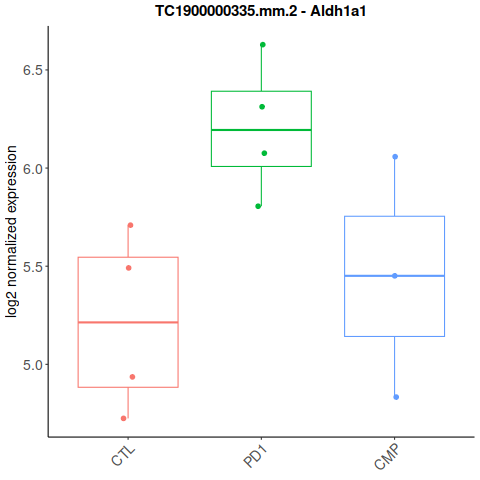 TC1900000335.mm.2 - Aldh1a1
log2 normalized expression
6.5
6.0
5.5
5.0
CTL
PD1
CMP